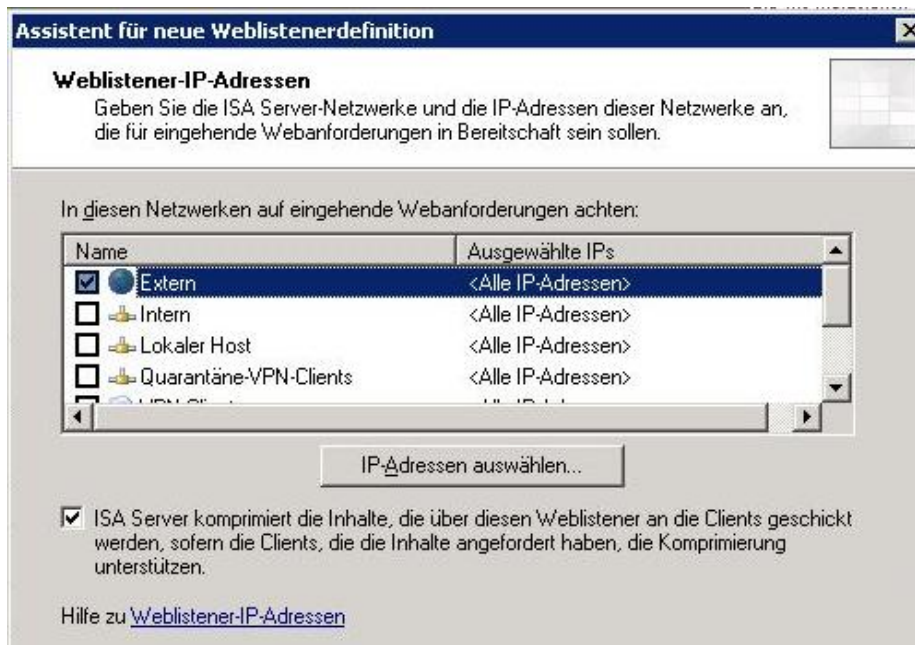 Assistent für neue Weblistenerdefinition
Weblistener-IP-Adressen
Geben Sie die ISA Server-Netzwerke und die IP-Adressen dieser Netzwerke an,
die für eingehende Webanforderungen in Bereitschaft sein sollen.
In diesen Netzwerken auf eingehende Webanforderungen achten:
Name Ausgewählte IPs
Extern <Alle IP-Adressen>
Intern <Alle IP-Adressen>
Lokaler Host <Alle IP-Adressen>
Quarantäne-VPN-Clients <Alle IP-Adressen>
IP-Adressen auswählen...
ISA Server komprimiert die Inhalte, die über diesen Weblistener an die Clients geschickt
werden, sofern die Clients, die die Inhalte angefordert haben, die Komprimierung
unterstützen.
Hilfe zu Weblistener-IP-Adressen